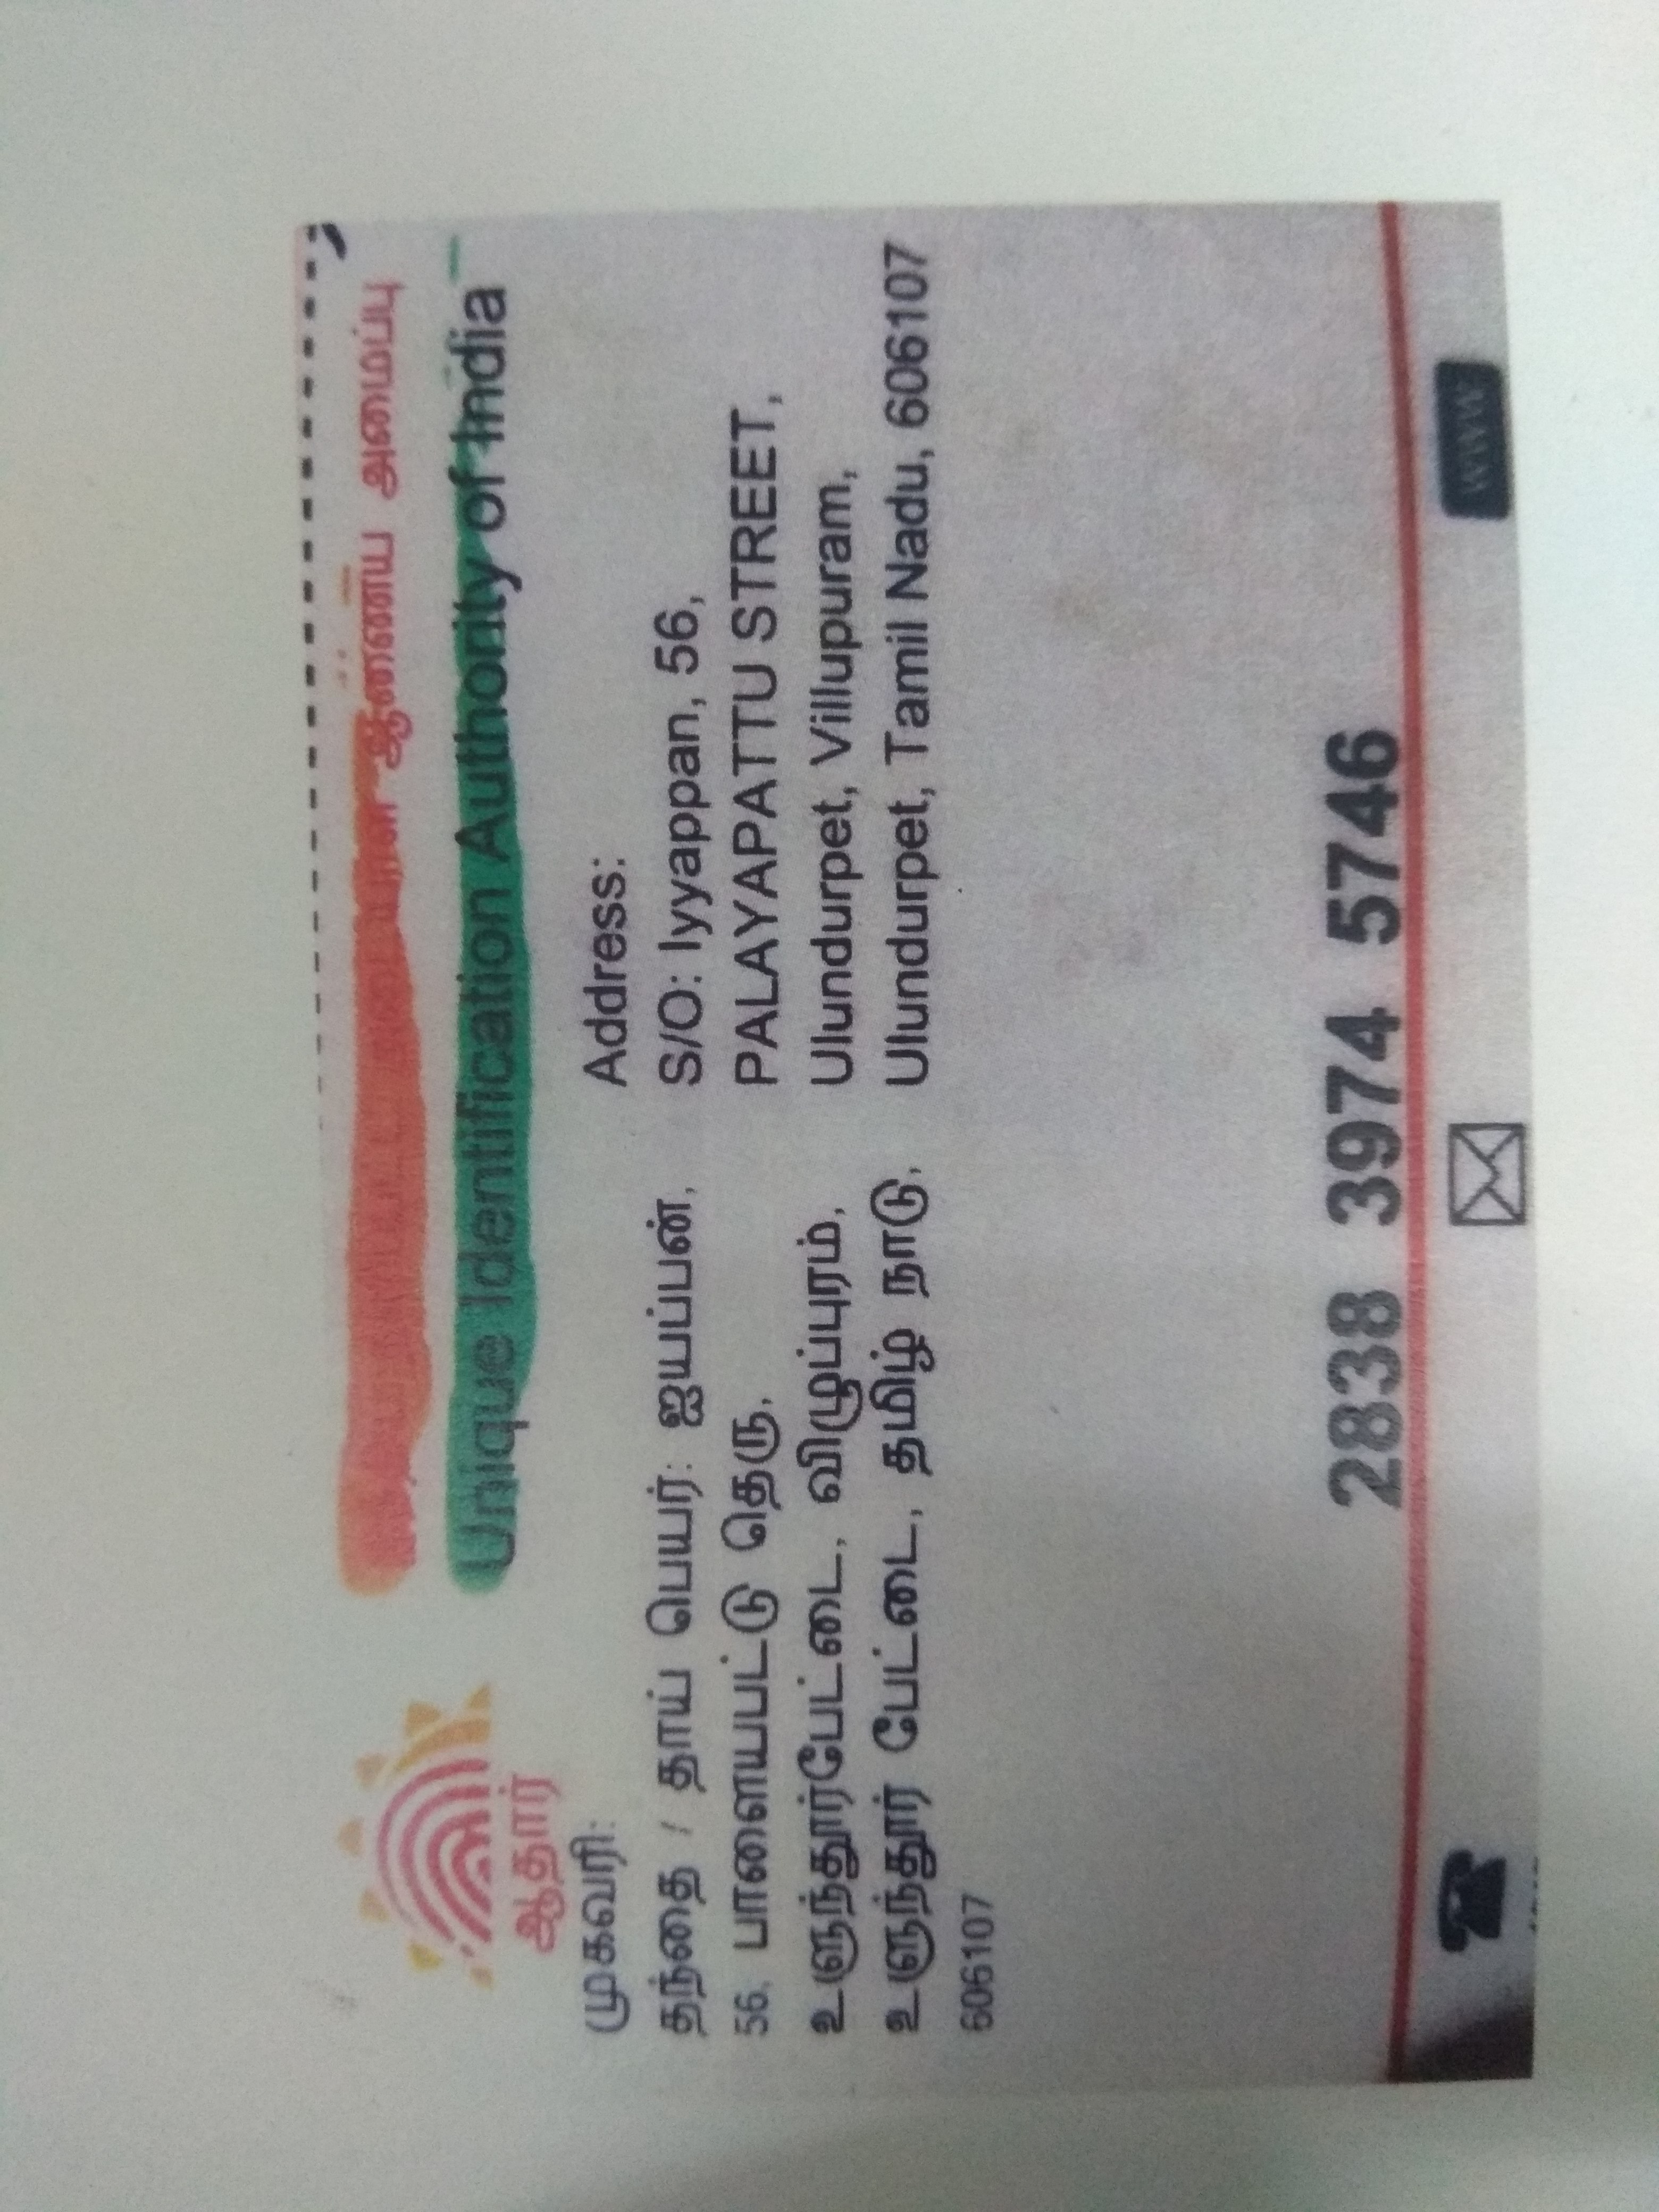 ஆணைய அமைப்பு
Unique Identification Authority of India
ஆதார்
முகவரி:
தந்தை / தாய் பெயர்: ஐயப்பன்,
56, பாளையபட்டு தெரு,
உளுந்தூர்பேட்டை, விழுப்புரம்,
உளுந்தூர் பேட்டை, தமிழ் நாடு,
606107
Address:
S/O: Iyyappan, 56,
PALAYAPATTU STREET,
Ulundurpet, Villupuram,
Ulundurpet, Tamil Nadu, 606107
2838 3974 5746
WWW